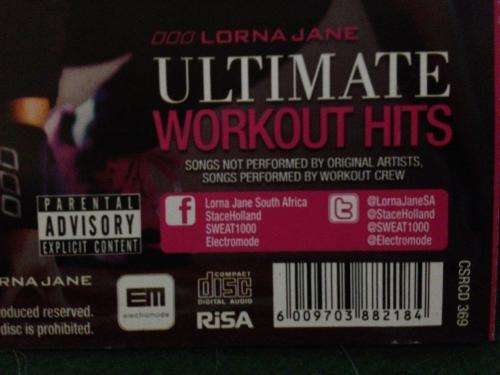 LORNA JANE
ULTIMATE
WORKOUT HITS
SONGS NOT PERFORMED BY ORIGINAL ARTISTS,
SONGS PERFORMED BY WORKOUT CREW
PARENTAL
ADVISORY
EXPLICIT CONTENT
f
Lorna Jane South Africa
StaceHolland
SWEAT1000
Electromode
t
@LornaJaneSA
@StaceHolland
@SWEAT1000
@Electromode
RNA JANE
oduced reserved.
disc is prohibited.
EM
electromode
COMPACT
disc
DIGITAL AUDIO
RiSA
6 009703 882184
CSRCD 369